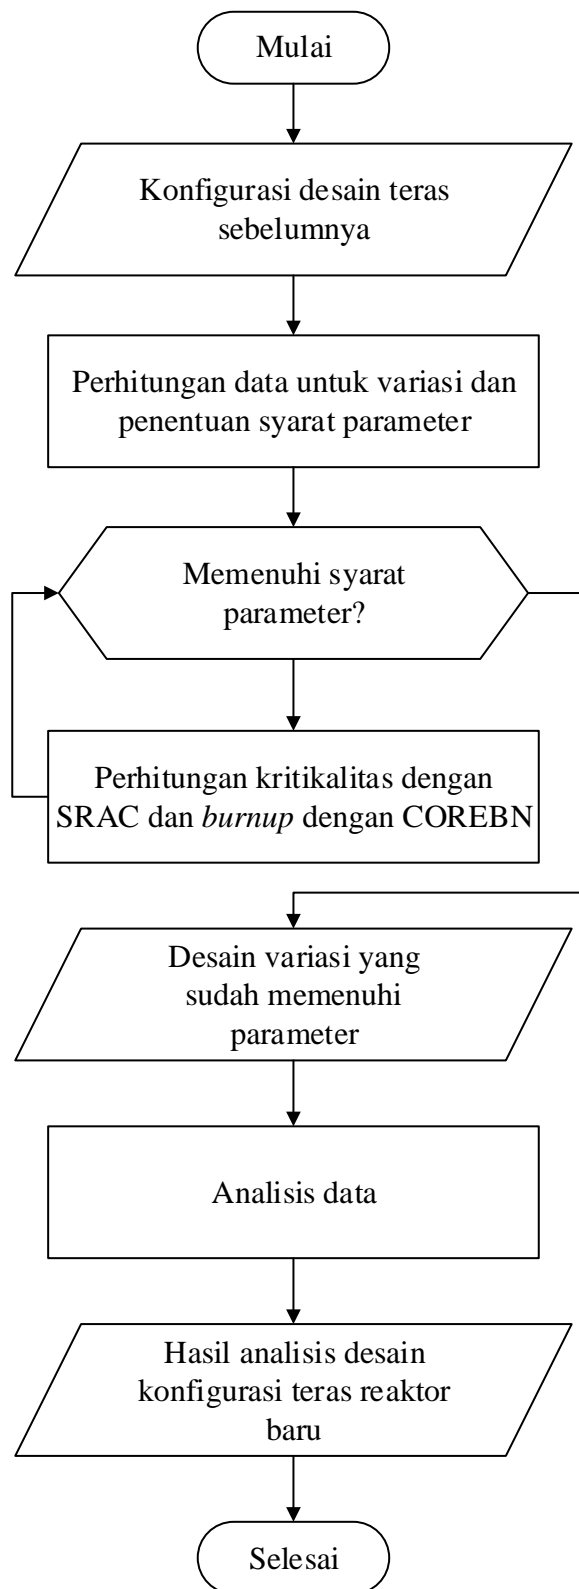 Mulai
Konfigurasi desain teras
sebelumnya
Perhitungan data untuk variasi dan
penentuan syarat parameter
Memenuhi syarat
parameter?
Perhitungan kritikalitas dengan
SRAC dan burnup dengan COREBN
Desain variasi yang
sudah memenuhi
parameter
Analisis data
Hasil analisis desain
konfigurasi teras reaktor
baru
Selesai